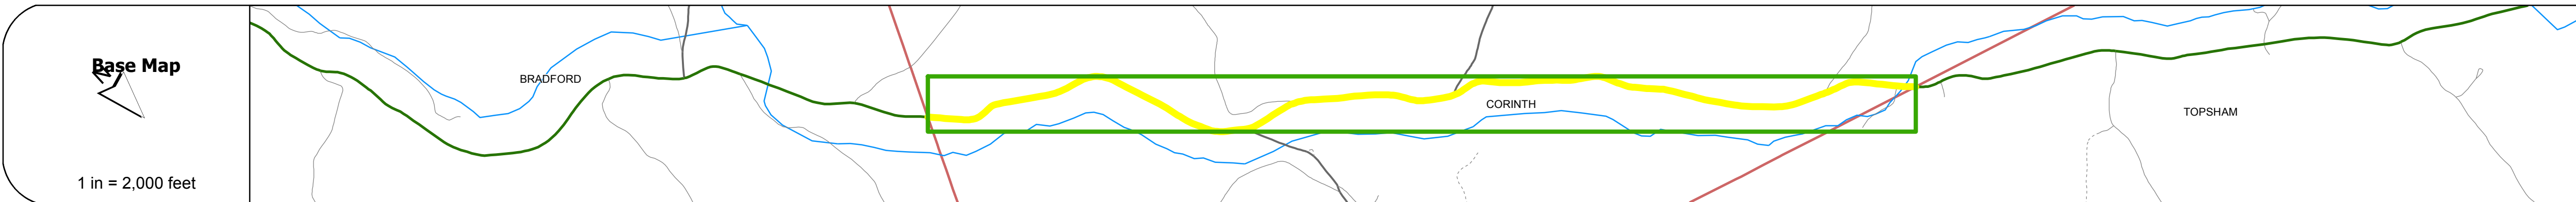 Base Map
1 in = 2,000 feet
BRADFORD
CORINTH
TOPSHAM